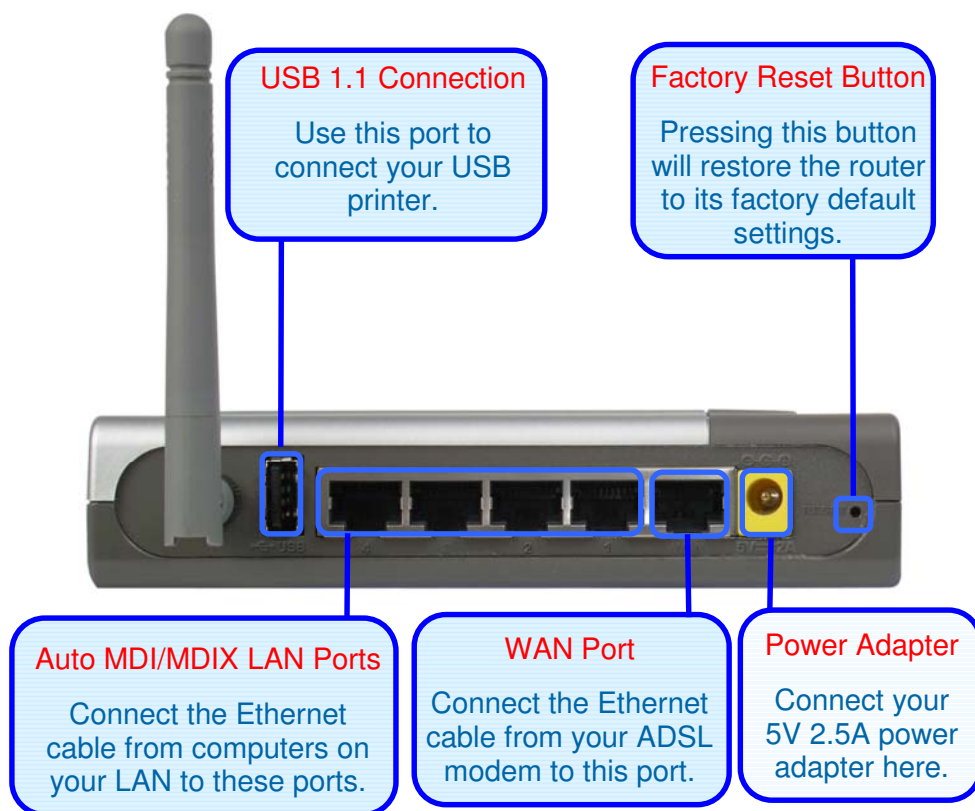 USB 1.1 Connection
Use this port to
connect your USB
printer.
Factory Reset Button
Pressing this button
will restore the router
to its factory default
settings.
USB
4
2
1
5V
2A
RESET
Auto MDI/MDIX LAN Ports
Connect the Ethernet
cable from computers on
your LAN to these ports.
WAN Port
Connect the Ethernet
cable from your ADSL
modem to this port.
Power Adapter
Connect your
5V 2.5A power
adapter here.